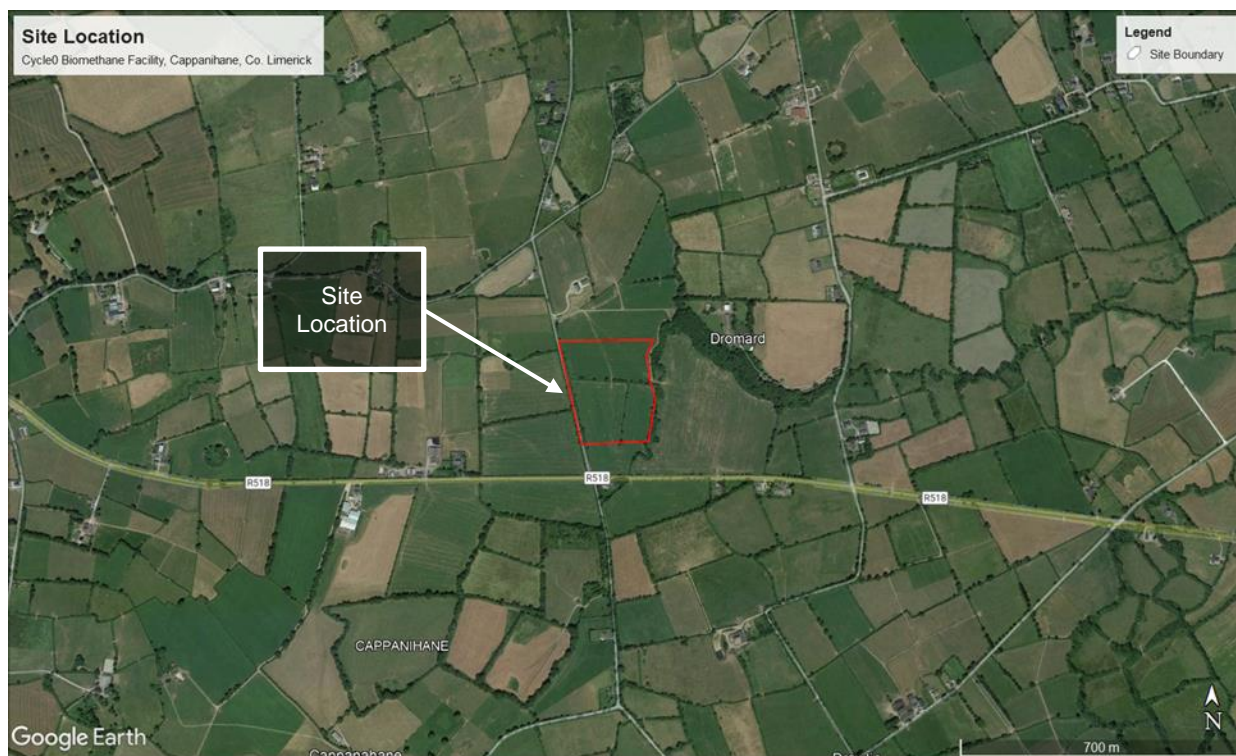 Site Location
Cycle0 Biomethane Facility, Cappanihane, Co. Limerick
Legend
Site Boundary
Site
Location
Dromard
R518
R518
R518
CAPPANIHANE
Cappanahane
N
Google Earth
700 m